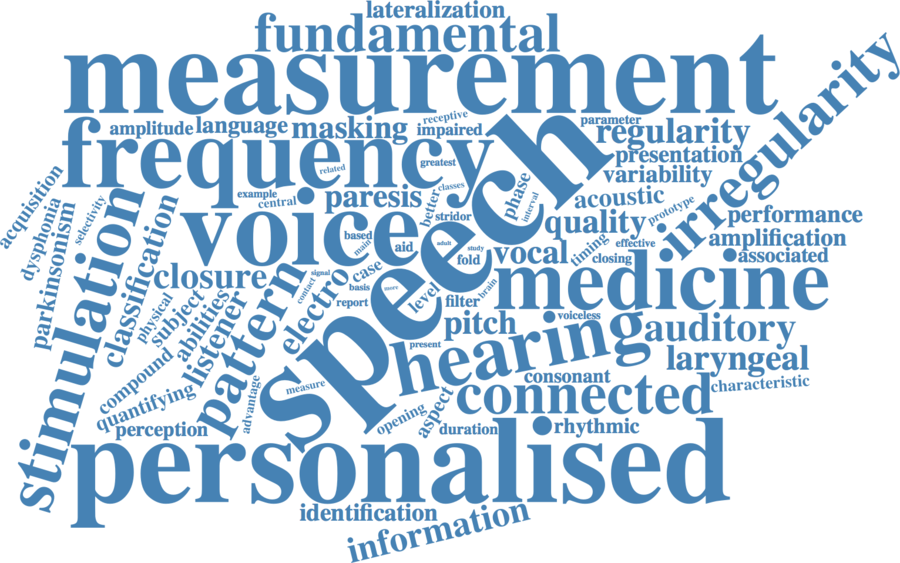 lateralization
fundamental
measurement
irregularity
amplitude
language
masking
receptive
impaired
parameter
regularity
frequency
speech
greatest
related
presentation
variability
acquisition
dysphonia
selectivity
parkinsonism
stimulation
classification
example
central
paresis
better
classes
phase
interval
acoustic
quality
prototype
performance
voice
stridor
amplification
associated
based
main
aid
adult
study
fold
vocal
timing
effective
closing
closure
pattern
contact
signal
electro
case
basis
more
level
filter
brain
medicine
physical
subject
abilities
listener
report
pitch
voiceless
hearing
auditory
present
laryngeal
compound
quantifying
advantage
measure
consonant
characteristic
connected
perception
opening
aspect
duration
rhythmic
personalised
identification
information